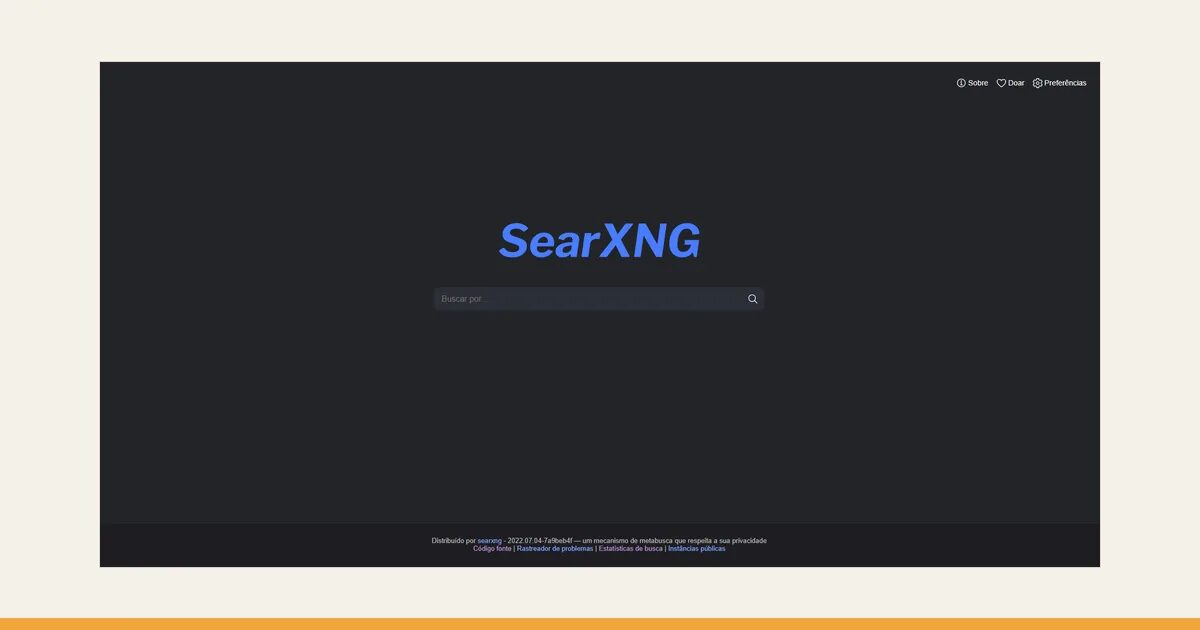 Sobre Doar Preferências
SearXNG
Buscar por...
Distribuído por searxng - 2022.07.04-7a9beb4f — um mecanismo de metabusca que respeita a sua privacidade
Código fonte | Rastreador de problemas | Estatísticas de busca | Instâncias públicas